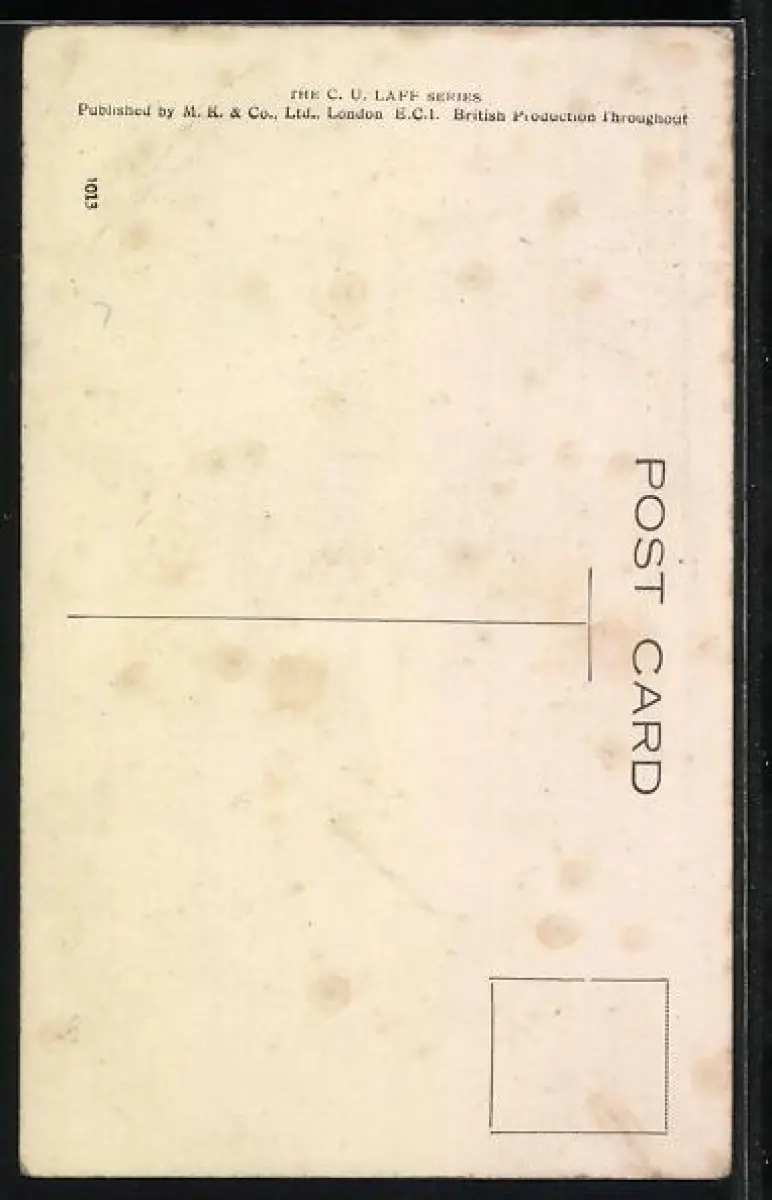 THE C. U. LAFF SERIES
Published by M. K. & Co., Ltd., London E.C.1. British Production Throughout
1013
POST CARD